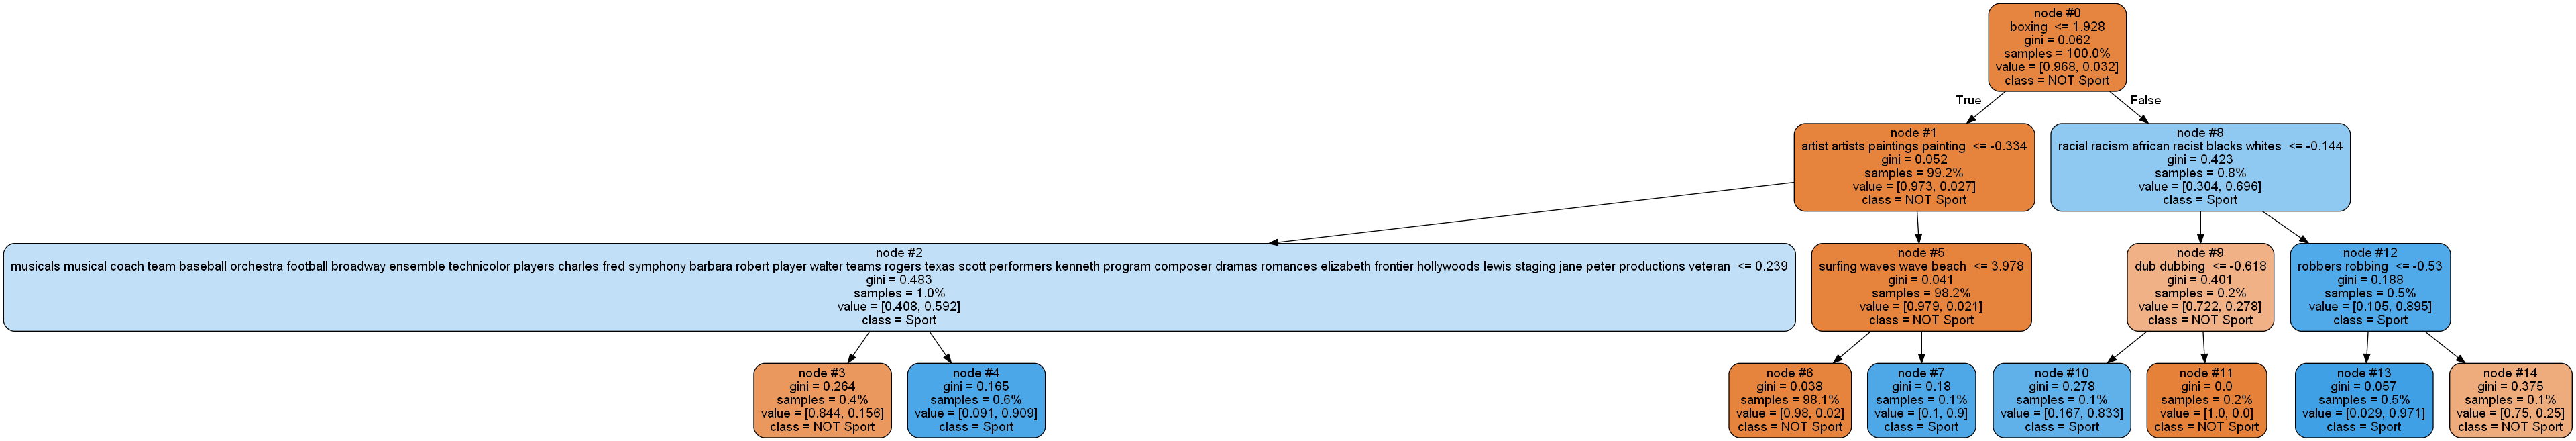 node #0
boxing <= 1.928
gini = 0.062
samples = 100.0%
value = [0.968, 0.032]
class = NOT Sport
True
False
node #1
artist artists paintings painting <= -0.334
gini = 0.052
samples = 99.2%
value = [0.973, 0.027]
class = NOT Sport
node #8
racial racism african racist blacks whites <= -0.144
gini = 0.423
samples = 0.8%
value = [0.304, 0.696]
class = Sport
node #2
musicals musical coach team baseball orchestra football broadway ensemble technicolor players charles fred symphony barbara robert player walter teams rogers texas scott performers kenneth program composer dramas romances elizabeth frontier hollywoods lewis staging jane peter productions veteran <= 0.239
gini = 0.483
samples = 1.0%
value = [0.408, 0.592]
class = Sport
node #5
surfing waves wave beach <= 3.978
gini = 0.041
samples = 98.2%
value = [0.979, 0.021]
class = NOT Sport
node #9
dub dubbing <= -0.618
gini = 0.401
samples = 0.2%
value = [0.722, 0.278]
class = NOT Sport
node #12
robbers robbing <= -0.53
gini = 0.188
samples = 0.5%
value = [0.105, 0.895]
class = Sport
node #3
gini = 0.264
samples = 0.4%
value = [0.844, 0.156]
class = NOT Sport
node #4
gini = 0.165
samples = 0.6%
value = [0.091, 0.909]
class = Sport
node #6
gini = 0.038
samples = 98.1%
value = [0.98, 0.02]
class = NOT Sport
node #7
gini = 0.18
samples = 0.1%
value = [0.1, 0.9]
class = Sport
node #10
gini = 0.278
samples = 0.1%
value = [0.167, 0.833]
class = Sport
node #11
gini = 0.0
samples = 0.2%
value = [1.0, 0.0]
class = NOT Sport
node #13
gini = 0.057
samples = 0.5%
value = [0.029, 0.971]
class = Sport
node #14
gini = 0.375
samples = 0.1%
value = [0.75, 0.25]
class = NOT Sport